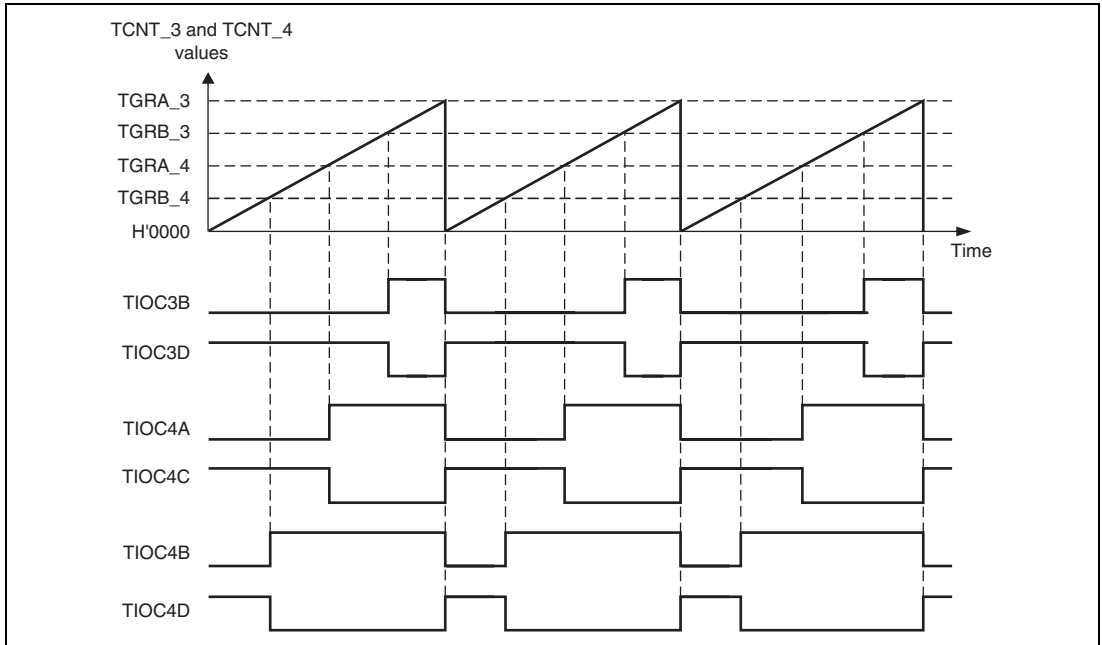 TCNT_3 and TCNT_4
values
TGRA_3
TGRB_3
TGRA_4
TGRB_4
H'0000
Time
TIOC3B
TIOC3D
TIOC4A
TIOC4C
TIOC4B
TIOC4D